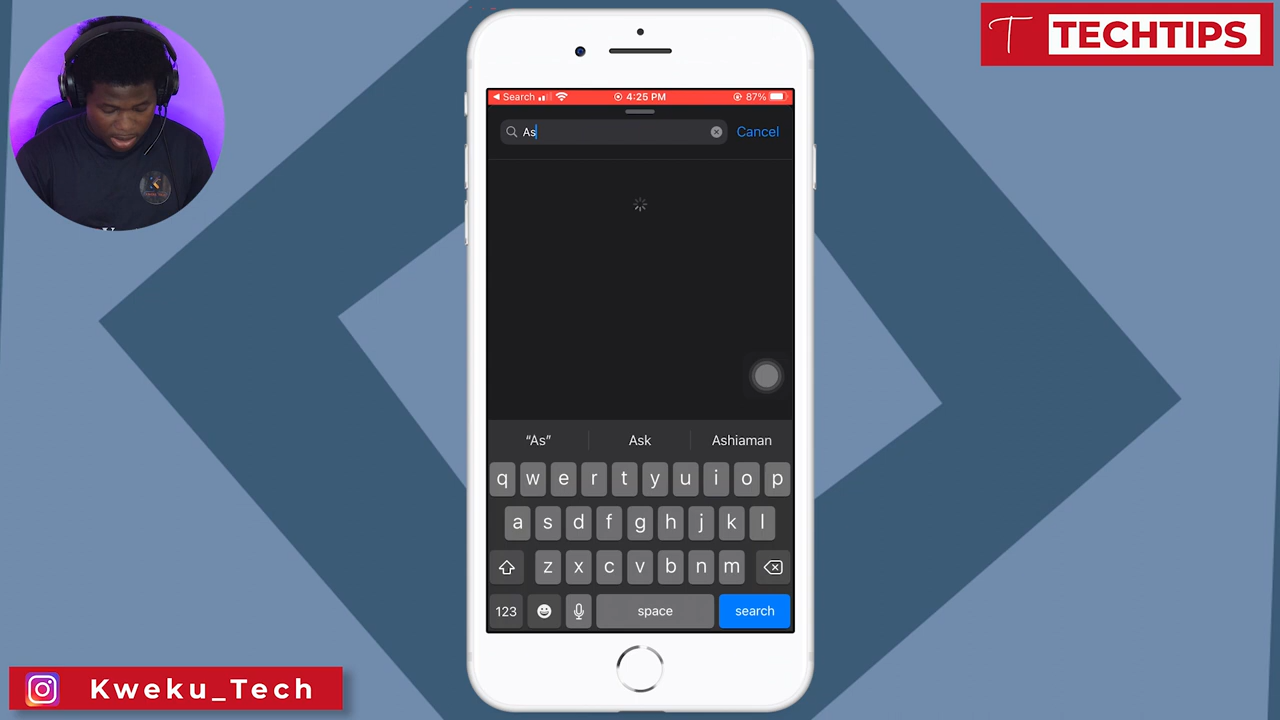 T TECHTIPS
Search 4:25 PM 87%
As Cancel
“As” Ask Ashiaman
q w e r t y u i o p
a s d f g h j k l
z x c v b n m
123 space search
Kweku_Tech